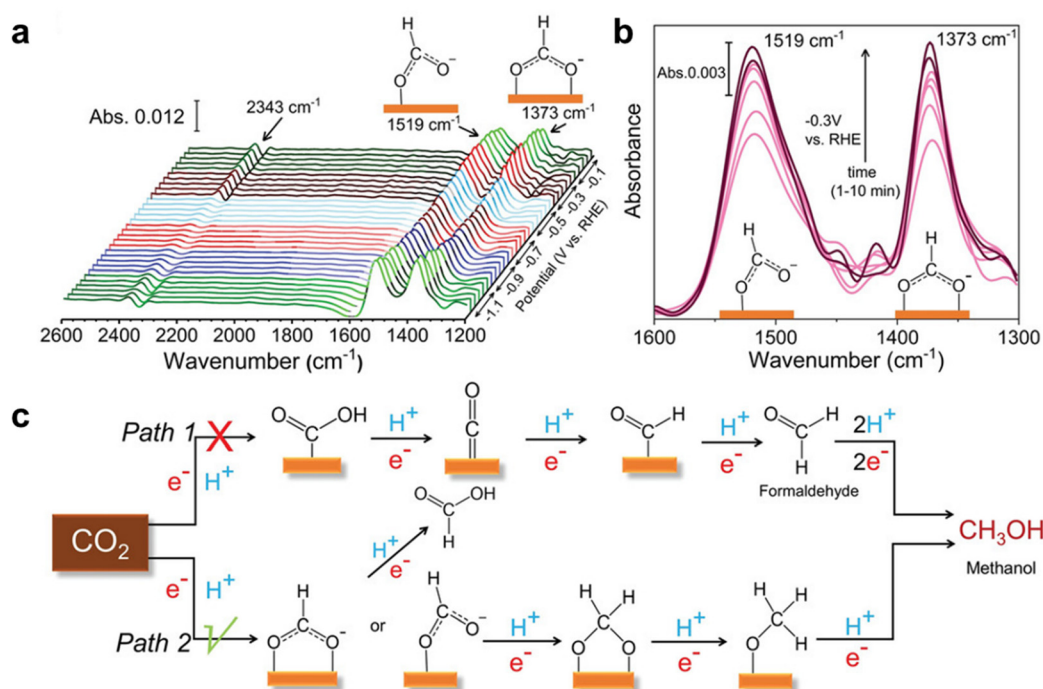 a
Abs. 0.012
2343 cm⁻¹
H
C
O
O⁻
1519 cm⁻¹
H
C
O
O⁻
1373 cm⁻¹
-0.1
-0.3
-0.5
-0.7
-0.9
-1.1
Potential (V vs. RHE)
2600 2400 2200 2000 1800 1600 1400 1200
Wavenumber (cm⁻¹)
b
1519 cm⁻¹
1373 cm⁻¹
Abs.0.003
-0.3V
vs. RHE
time
(1-10 min)
Absorbance
H
C
O
O⁻
H
C
O
O⁻
1600 1500 1400 1300
Wavenumber (cm⁻¹)
c
Path 1
X
e⁻ H⁺
O OH
C
H⁺
e⁻
O
C
C
H⁺
e⁻
O H
C
H⁺
e⁻
O H
C
H
Formaldehyde
2H⁺
2e⁻
CO₂
O OH
C
H
H⁺
e⁻
CH₃OH
Methanol
e⁻ H⁺
Path 2
H
C
O O⁻
or
H
C
O⁻
O
H⁺
e⁻
H H
C
O O
H⁺
e⁻
H
C H
H
O
H⁺
e⁻